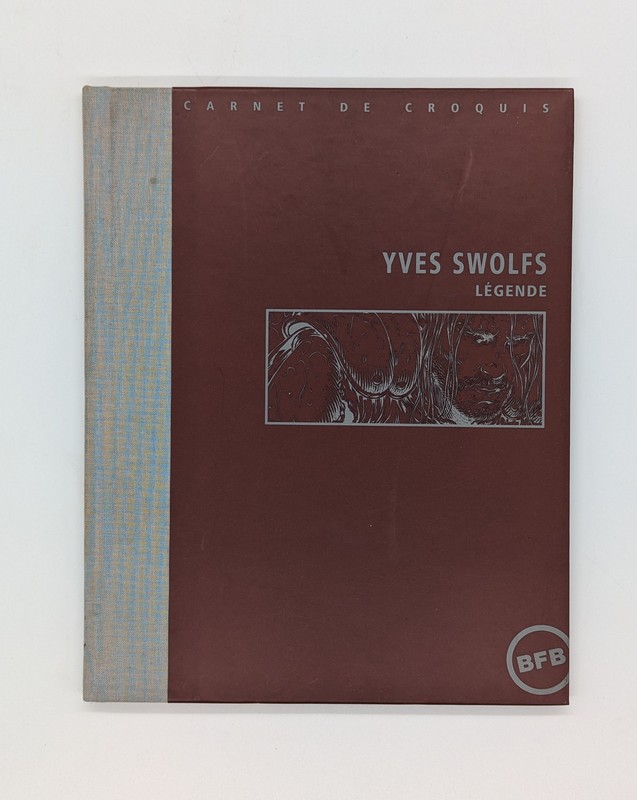 CARNET DE CROQUIS
YVES SWOLFS
LÉGENDE
BFB